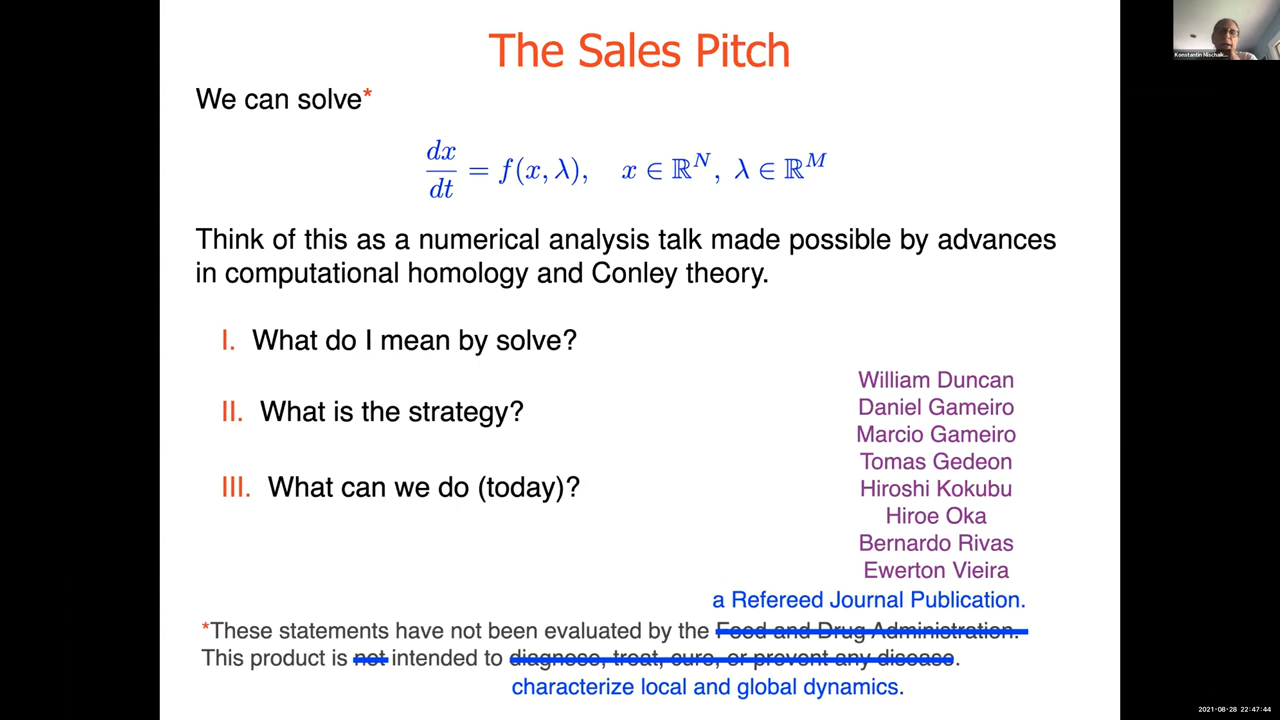 The Sales Pitch
Konstantin Mischaik...
We can solve*
dx/dt = f(x, λ), x ∈ ℝ^N, λ ∈ ℝ^M
Think of this as a numerical analysis talk made possible by advances
in computational homology and Conley theory.
I. What do I mean by solve?
II. What is the strategy?
III. What can we do (today)?
William Duncan
Daniel Gameiro
Marcio Gameiro
Tomas Gedeon
Hiroshi Kokubu
Hiroe Oka
Bernardo Rivas
Ewerton Vieira
a Refereed Journal Publication.
*These statements have not been evaluated by the Food and Drug Administration.
This product is not intended to diagnose, treat, cure, or prevent any disease.
characterize local and global dynamics.
2021-08-28 22:47:44